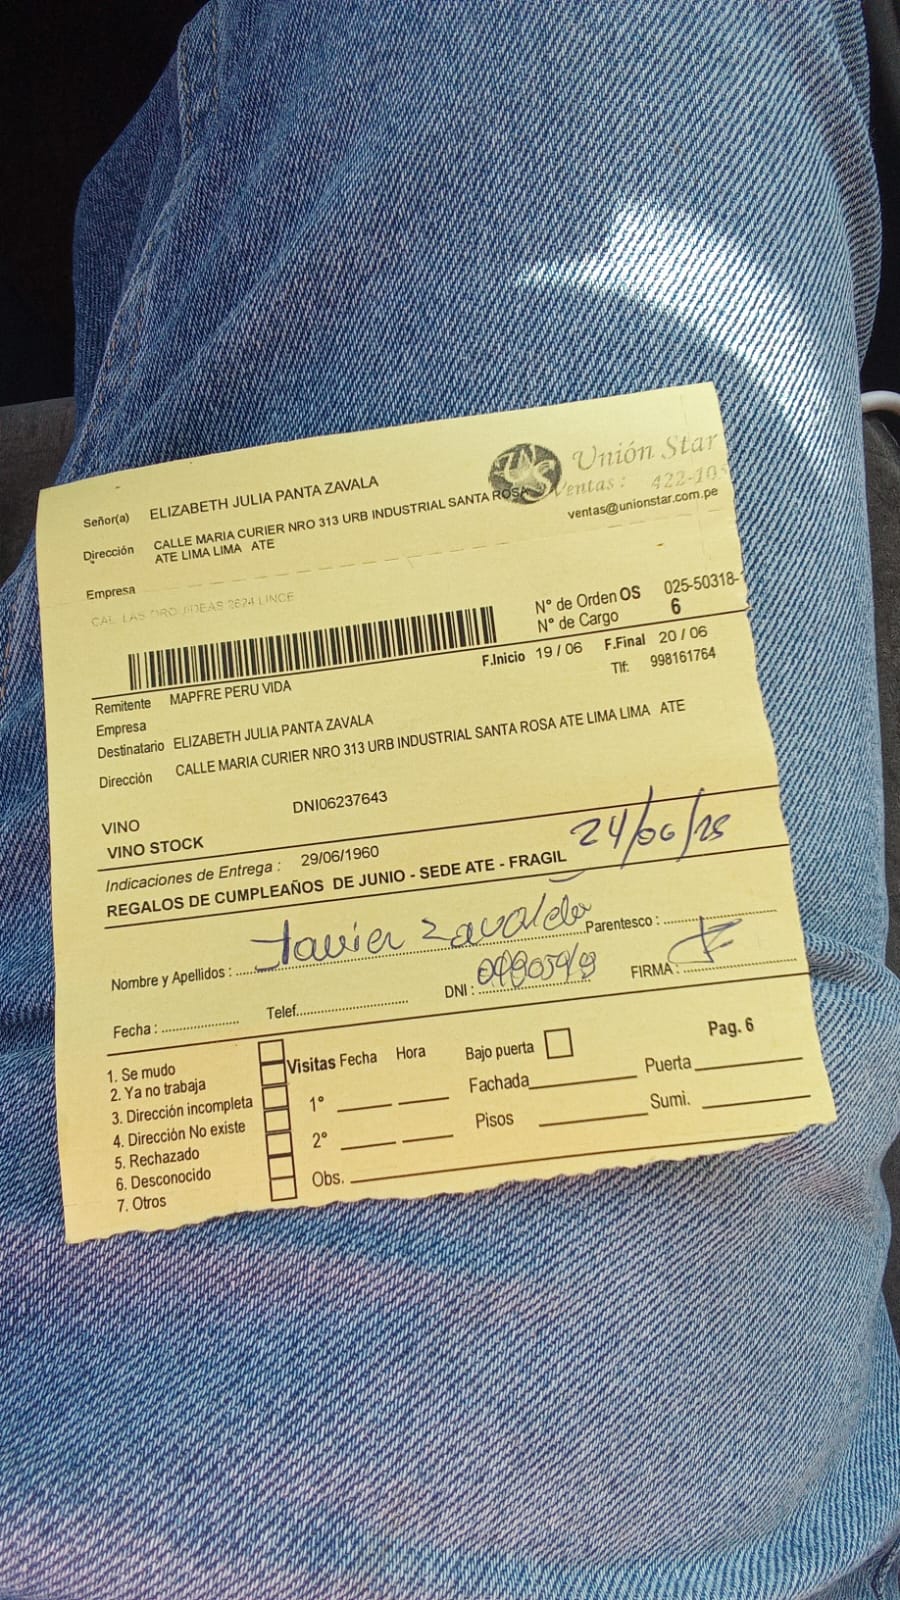 Unión Star
Ventas: 422-105
ventas@unionstar.com.pe
Señor(a) ELIZABETH JULIA PANTA ZAVALA
Dirección CALLE MARIA CURIER NRO 313 URB INDUSTRIAL SANTA ROSA
ATE LIMA LIMA ATE
Empresa
2624 LINCE
N° de Orden OS 025-50318-
N° de Cargo 6
F.Inicio 19 / 06 F.Final 20 / 06
Tlf: 998161764
Remitente MAPFRE PERU VIDA
Empresa
Destinatario ELIZABETH JULIA PANTA ZAVALA
Dirección CALLE MARIA CURIER NRO 313 URB INDUSTRIAL SANTA ROSA ATE LIMA LIMA ATE
VINO DNI06237643
VINO STOCK
Indicaciones de Entrega : 29/06/1960
REGALOS DE CUMPLEAÑOS DE JUNIO - SEDE ATE - FRAGIL 24/06/25
Nombre y Apellidos : Javier Parentesco :
Fecha : Telef. DNI : FIRMA :
Pag. 6
1. Se mudo
2. Ya no trabaja
3. Dirección incompleta
4. Dirección No existe
5. Rechazado
6. Desconocido
7. Otros
Visitas Fecha Hora
1°
2°
Obs.
Bajo puerta
Fachada Puerta
Pisos Sumi.